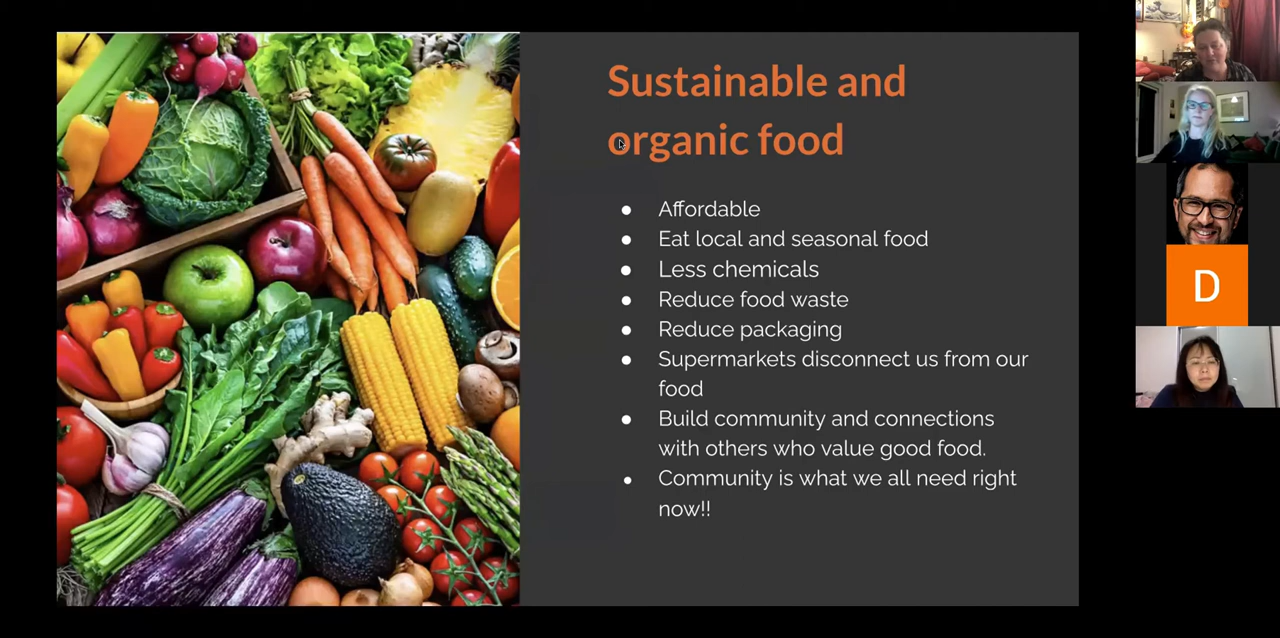 Sustainable and
organic food
● Affordable
● Eat local and seasonal food
● Less chemicals
● Reduce food waste
● Reduce packaging
● Supermarkets disconnect us from our
food
● Build community and connections
with others who value good food.
● Community is what we all need right
now!!
D